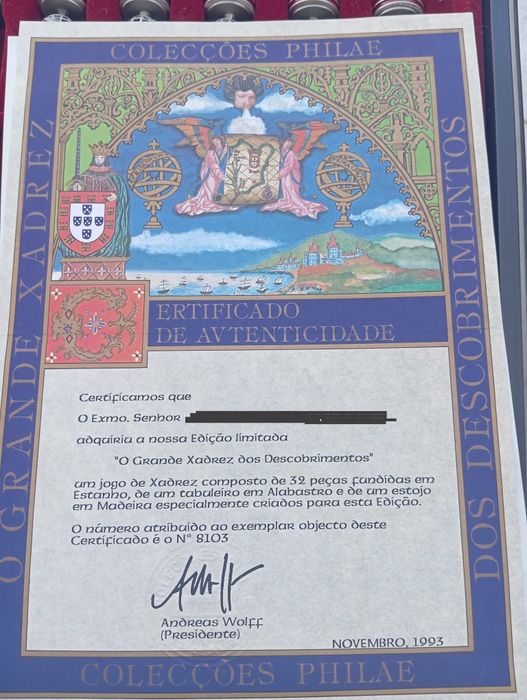 COLECÇÕES PHILAE
O GRANDE XADREZ
DOS DESCOBRIMENTOS
ERTIFICADO
DE AVTENTICIDADE
Certificamos que
O Exmo. Senhor
adquiria a nossa Edição limitada
"O Grande Xadrez dos Descobrimentos"
um jogo de Xadrez composto de 32 peças fundidas em
Estanho, de um tabuleiro em Alabastro e de um estojo
em Madeira especialmente criados para esta Edição.
O número atribuído ao exemplar objecto deste
Certificado é o Nº 8103
Andreas Wolff
(Presidente)
NOVEMBRO, 1993
COLECÇÕES PHILAE